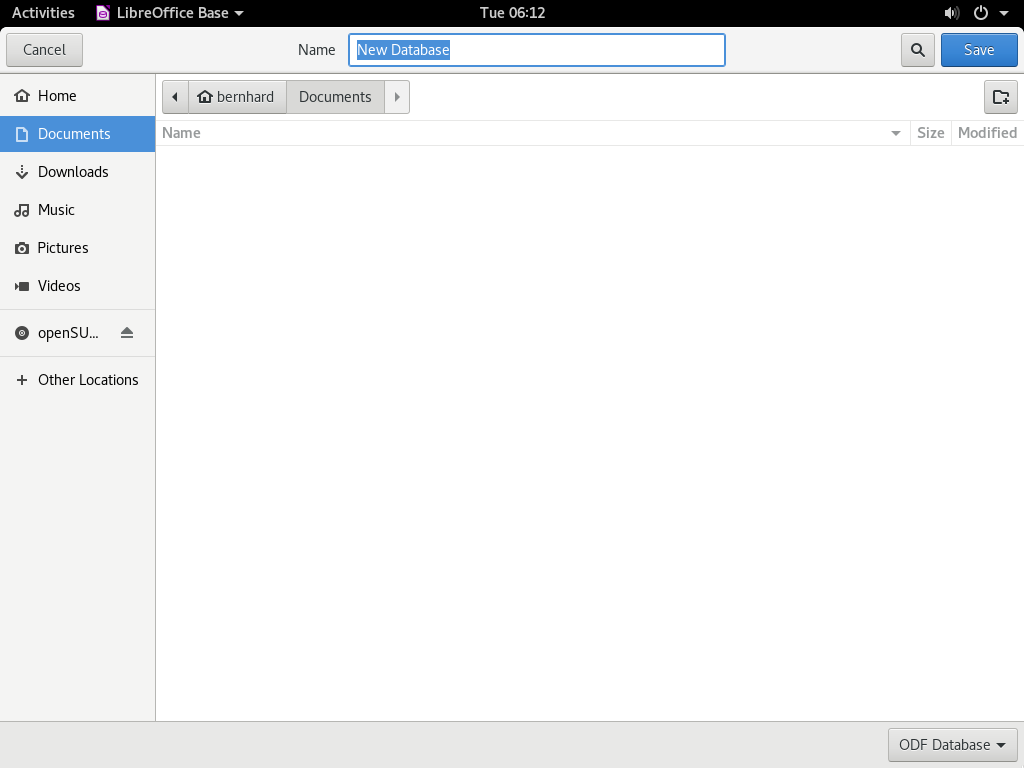 Activities LibreOffice Base Tue 06:12
Cancel Name New Database Save
Home bernhard Documents
Documents Name Size Modified
Downloads
Music
Pictures
Videos
openSU...
Other Locations
ODF Database